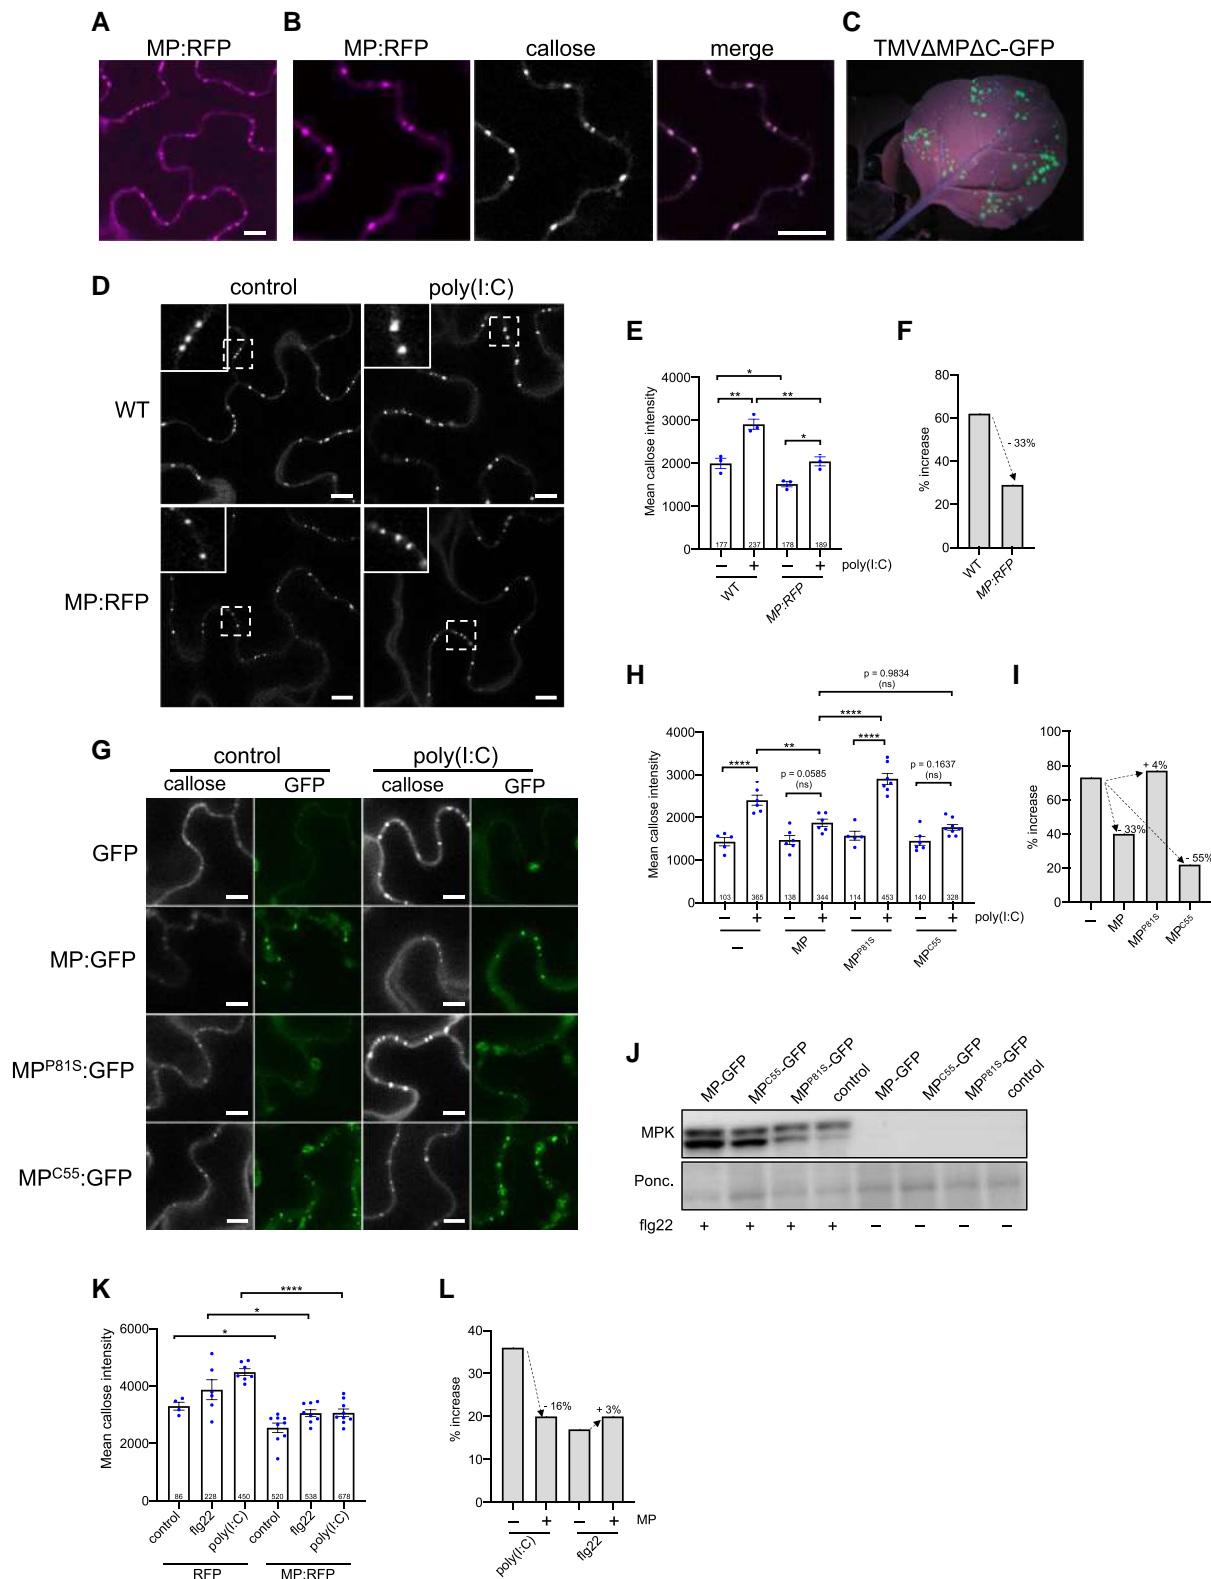 A
B
C
MP:RFP
MP:RFP
callose
merge
TMVΔMPΔC-GFP
D
control
poly(I:C)
WT
MP:RFP
E
Mean callose intensity
4000
3000
2000
1000
0
*
**
**
*
177
237
178
189
– + – + poly(I:C)
WT
MP:RFP
F
% increase
80
60
40
20
0
- 33%
WT
MP:RFP
G
control
poly(I:C)
callose
GFP
callose
GFP
GFP
MP:GFP
MP^P81S:GFP
MP^C55:GFP
H
p = 0.9834
(ns)
****
**
****
****
p = 0.0585
(ns)
p = 0.1637
(ns)
Mean callose intensity
4000
3000
2000
1000
0
103
365
138
344
114
453
140
328
– + – + – + – + poly(I:C)
–
MP
MP^P81S
MP^C55
I
% increase
100
80
60
40
20
0
+ 4%
- 33%
- 55%
–
MP
MP^P81S
MP^C55
J
MP-GFP
MP^C55-GFP
MP^P81S-GFP
control
MP-GFP
MP^C55-GFP
MP^P81S-GFP
control
MPK
Ponc.
flg22 + + + + – – – –
K
****
*
*
Mean callose intensity
6000
4000
2000
0
86
228
450
520
538
678
control
flg22
poly(I:C)
control
flg22
poly(I:C)
RFP
MP:RFP
L
% increase
40
30
20
10
0
- 16%
+ 3%
– + – + MP
poly(I:C)
flg22